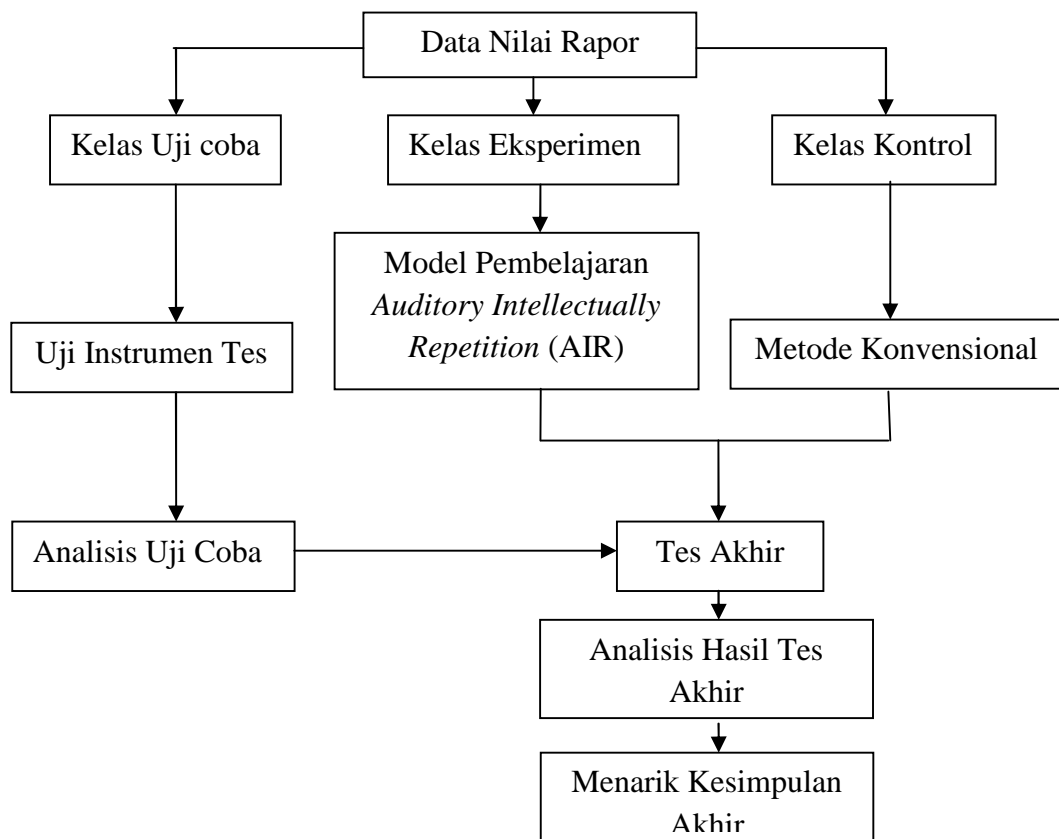 Data Nilai Rapor
Kelas Uji coba
Kelas Eksperimen
Kelas Kontrol
Model Pembelajaran
Auditory Intellectually
Repetition (AIR)
Uji Instrumen Tes
Metode Konvensional
Analisis Uji Coba
Tes Akhir
Analisis Hasil Tes
Akhir
Menarik Kesimpulan
Akhir